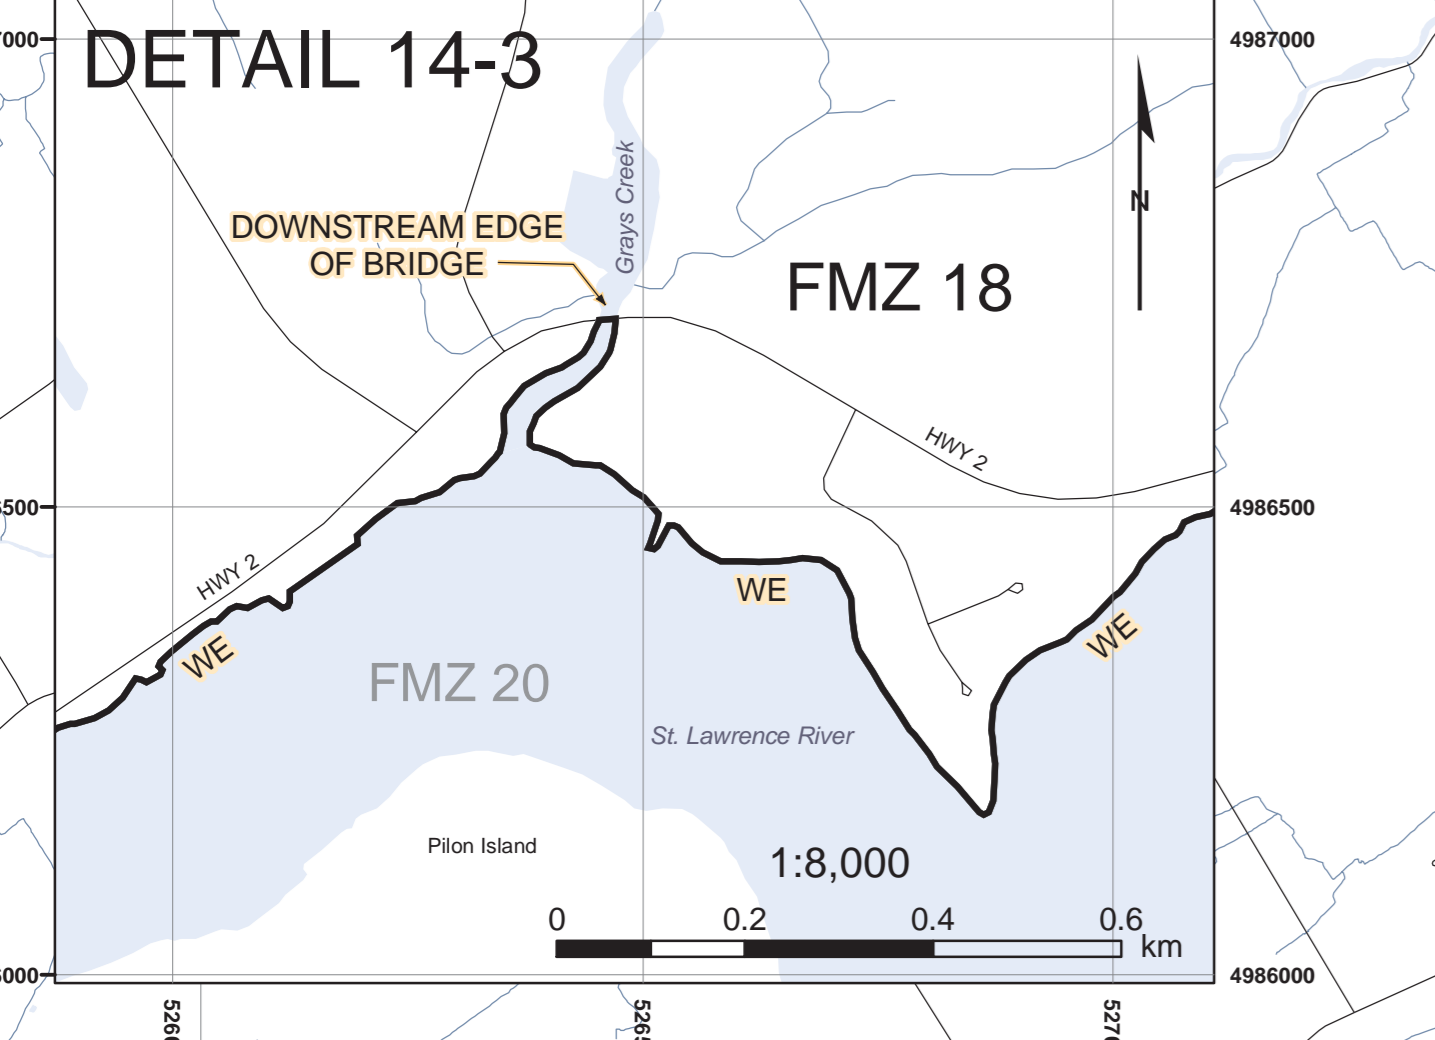 DETAIL 14-3
4987000
Grays Creek
N
DOWNSTREAM EDGE
OF BRIDGE
FMZ 18
HWY 2
4986500
HWY 2
WE
WE
WE
FMZ 20
St. Lawrence River
Pilon Island
1:8,000
0 0.2 0.4 0.6
km
4986000